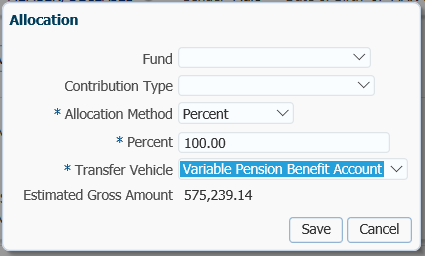 Allocation
Fund
Contribution Type
* Allocation Method Percent
* Percent 100.00
* Transfer Vehicle Variable Pension Benefit Account
Estimated Gross Amount 575,239.14
Save Cancel